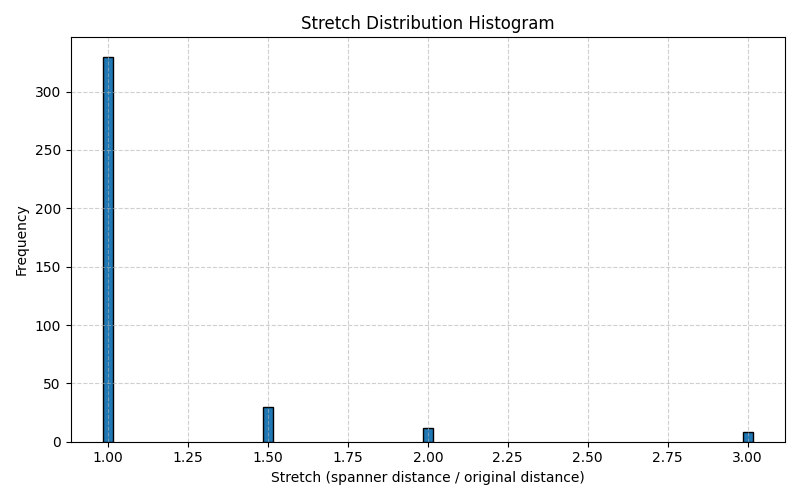 Stretch Distribution Histogram
Frequency
300
250
200
150
100
50
0
1.00 1.25 1.50 1.75 2.00 2.25 2.50 2.75 3.00
Stretch (spanner distance / original distance)